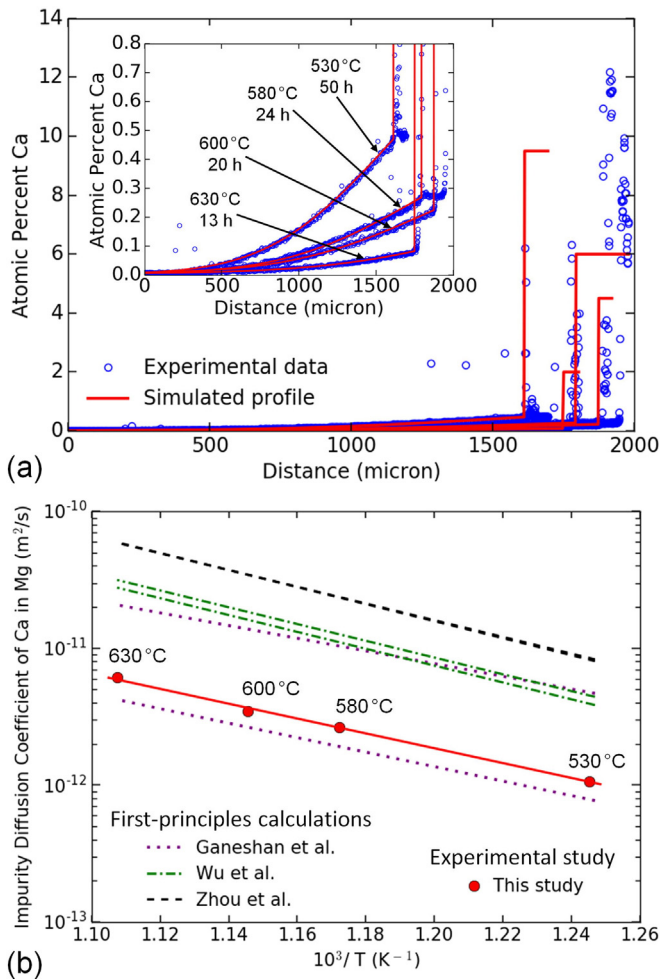 14
12
10
8
6
4
2
0
Atomic Percent Ca
0.8
0.7
0.6
0.5
0.4
0.3
0.2
0.1
0.0
Atomic Percent Ca
530°C
50 h
580°C
24 h
600°C
20 h
630°C
13 h
0 500 1000 1500 2000
Distance (micron)
Experimental data
Simulated profile
0 500 1000 1500 2000
Distance (micron)
(a)
Impurity Diffusion Coefficient of Ca in Mg (m²/s)
10⁻¹⁰
10⁻¹¹
10⁻¹²
10⁻¹³
630°C
600°C
580°C
530°C
First-principles calculations
Ganeshan et al.
Wu et al.
Zhou et al.
Experimental study
This study
1.10 1.12 1.14 1.16 1.18 1.20 1.22 1.24 1.26
10³/ T (K⁻¹)
(b)